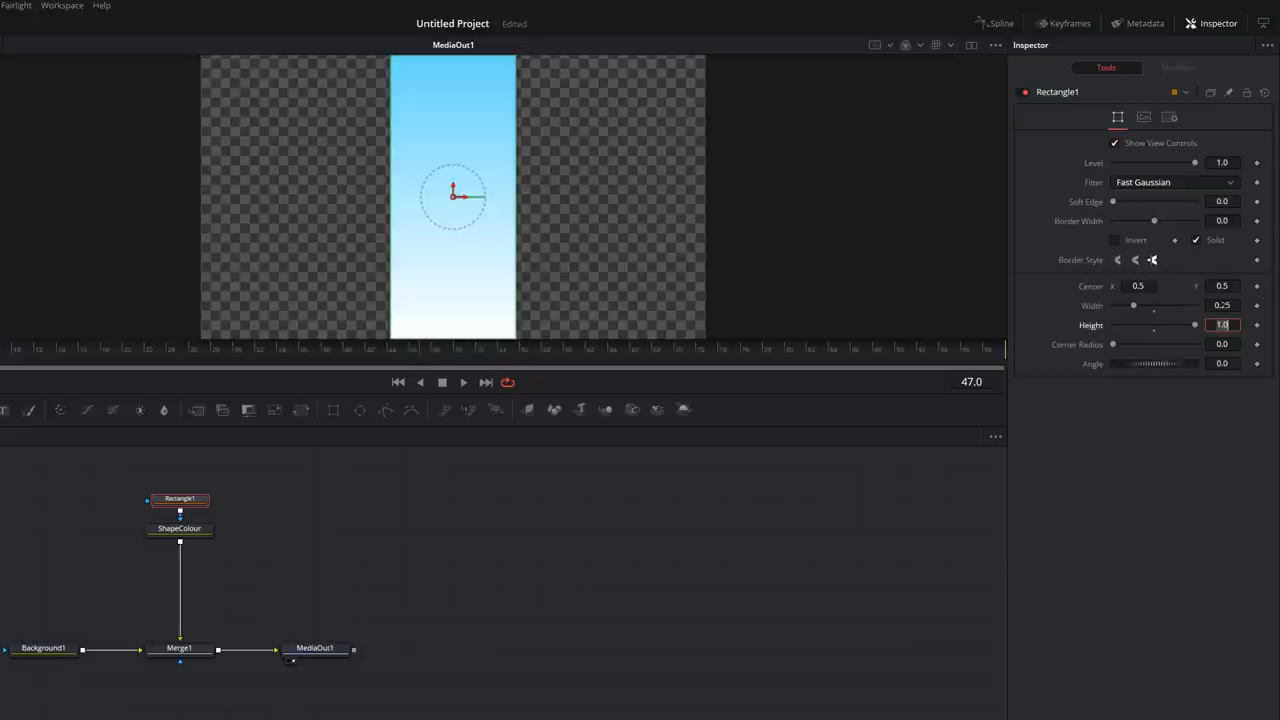 Fairlight Workspace Help
Untitled Project Edited
Spline Keyframes Metadata Inspector
MediaOut1
Inspector
Tools Modifiers
Rectangle1
Show View Controls
Level 1.0
Filter Fast Gaussian
Soft Edge 0.0
Border Width 0.0
Invert Solid
Border Style
Center X 0.5 Y 0.5
Width 0.25
Height 1.0
Corner Radius 0.0
Angle 0.0
47.0
Rectangle1
ShapeColour
Background1 Merge1 MediaOut1